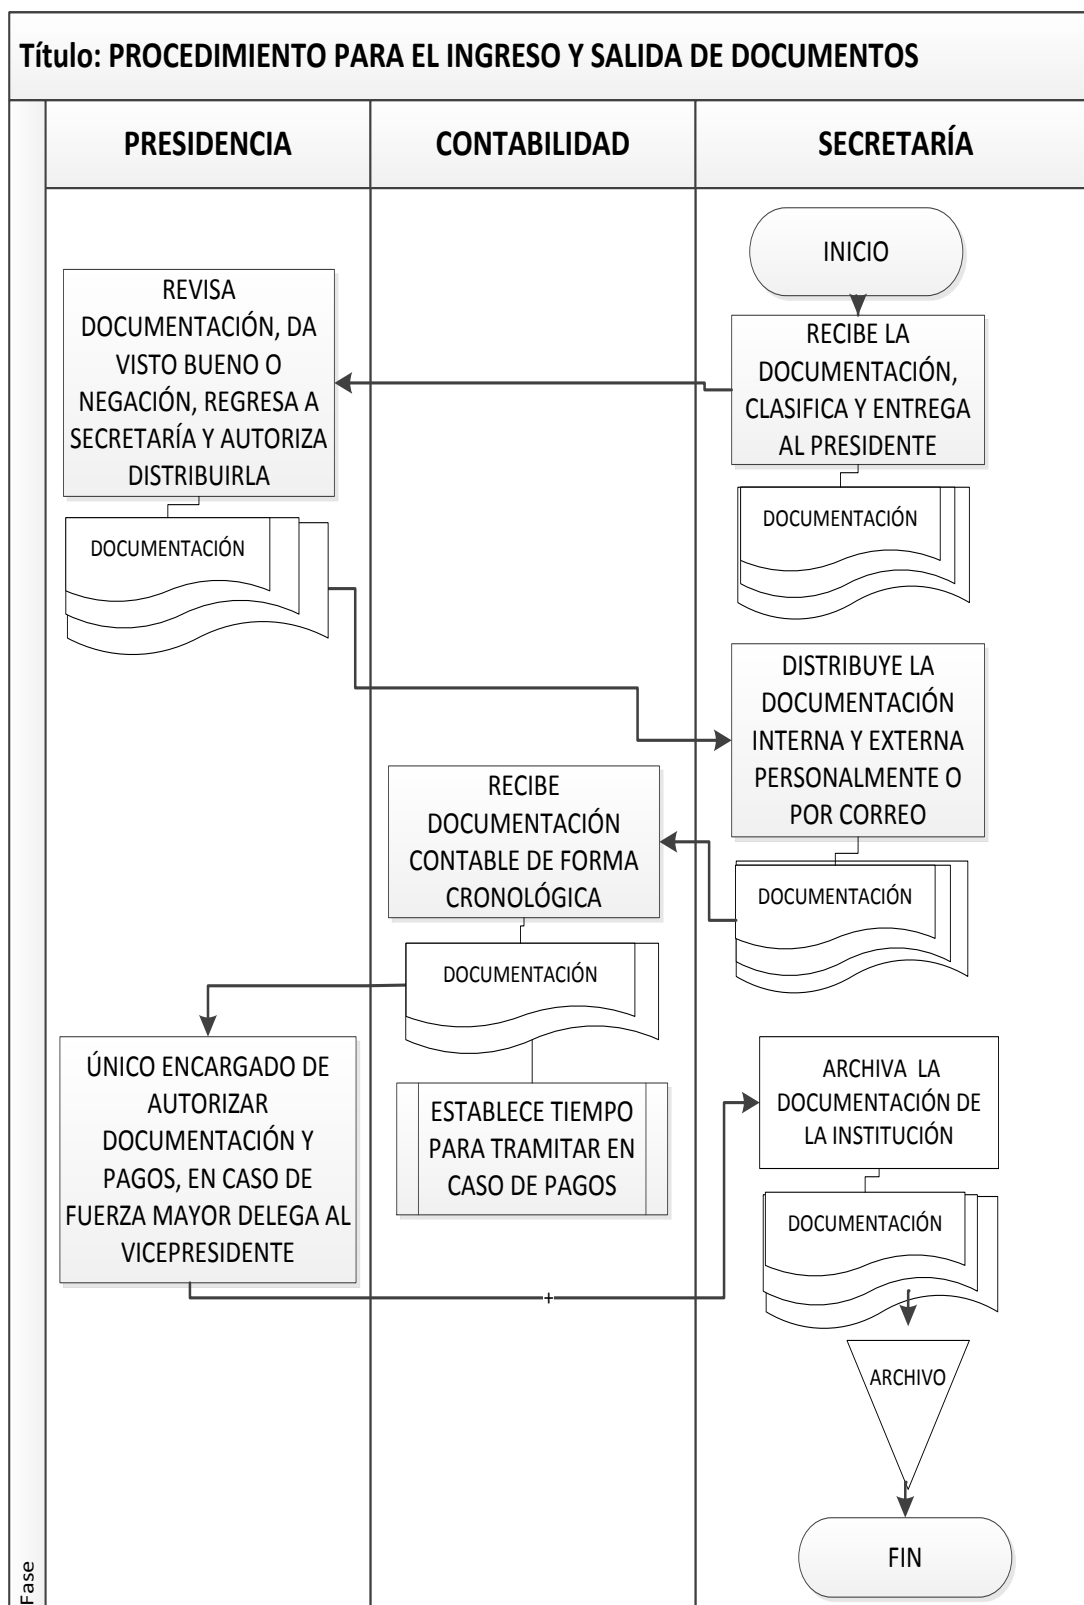 Título: PROCEDIMIENTO PARA EL INGRESO Y SALIDA DE DOCUMENTOS
PRESIDENCIA
CONTABILIDAD
SECRETARÍA
INICIO
RECIBE LA
DOCUMENTACIÓN,
CLASIFICA Y ENTREGA
AL PRESIDENTE
DOCUMENTACIÓN
REVISA
DOCUMENTACIÓN, DA
VISTO BUENO O
NEGACIÓN, REGRESA A
SECRETARÍA Y AUTORIZA
DISTRIBUIRLA
DOCUMENTACIÓN
DISTRIBUYE LA
DOCUMENTACIÓN
INTERNA Y EXTERNA
PERSONALMENTE O
POR CORREO
DOCUMENTACIÓN
RECIBE
DOCUMENTACIÓN
CONTABLE DE FORMA
CRONOLÓGICA
DOCUMENTACIÓN
ESTABLECE TIEMPO
PARA TRAMITAR EN
CASO DE PAGOS
ÚNICO ENCARGADO DE
AUTORIZAR
DOCUMENTACIÓN Y
PAGOS, EN CASO DE
FUERZA MAYOR DELEGA AL
VICEPRESIDENTE
ARCHIVA  LA
DOCUMENTACIÓN DE
LA INSTITUCIÓN
DOCUMENTACIÓN
ARCHIVO
FIN
Fase